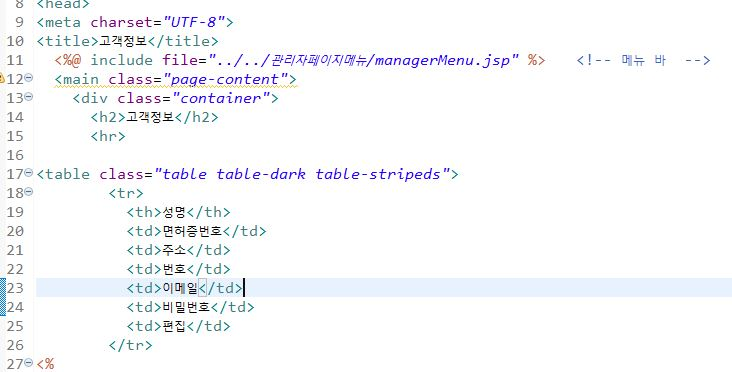 8 <head>
9 <meta charset="UTF-8">
10 <title>고객정보</title>
11 <%@ include file="../../관리자페이지메뉴/managerMenu.jsp" %> <!-- 메뉴 바 -->
12 <main class="page-content">
13 <div class="container">
14 <h2>고객정보</h2>
15 <hr>
16
17 <table class="table table-dark table-stripeds">
18 <tr>
19 <th>성명</th>
20 <td>면허증번호</td>
21 <td>주소</td>
22 <td>번호</td>
23 <td>이메일</td>
24 <td>비밀번호</td>
25 <td>편집</td>
26 </tr>
27 <%